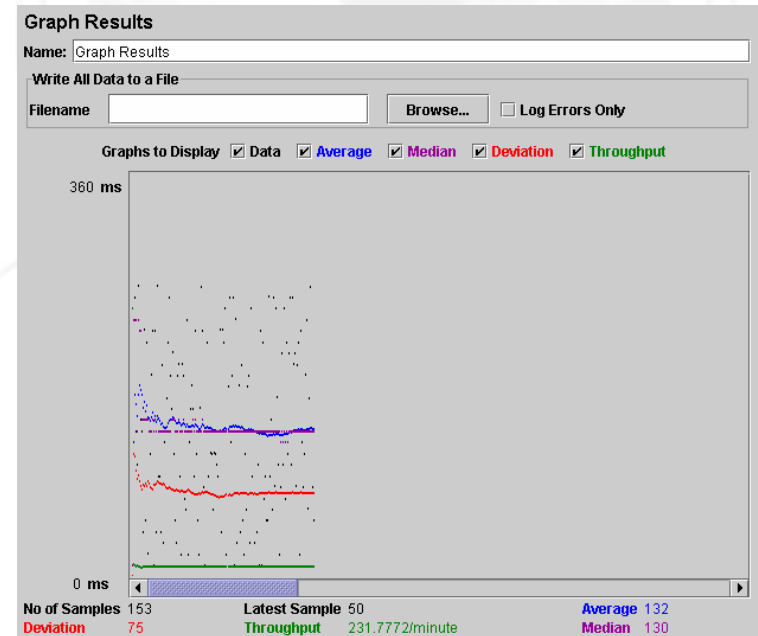 Graph Results
Name: Graph Results
Write All Data to a File
Filename Browse... Log Errors Only
Graphs to Display Data Average Median Deviation Throughput
360 ms
0 ms
No of Samples 153 Latest Sample 50 Average 132
Deviation 75 Throughput 231.7772/minute Median 130